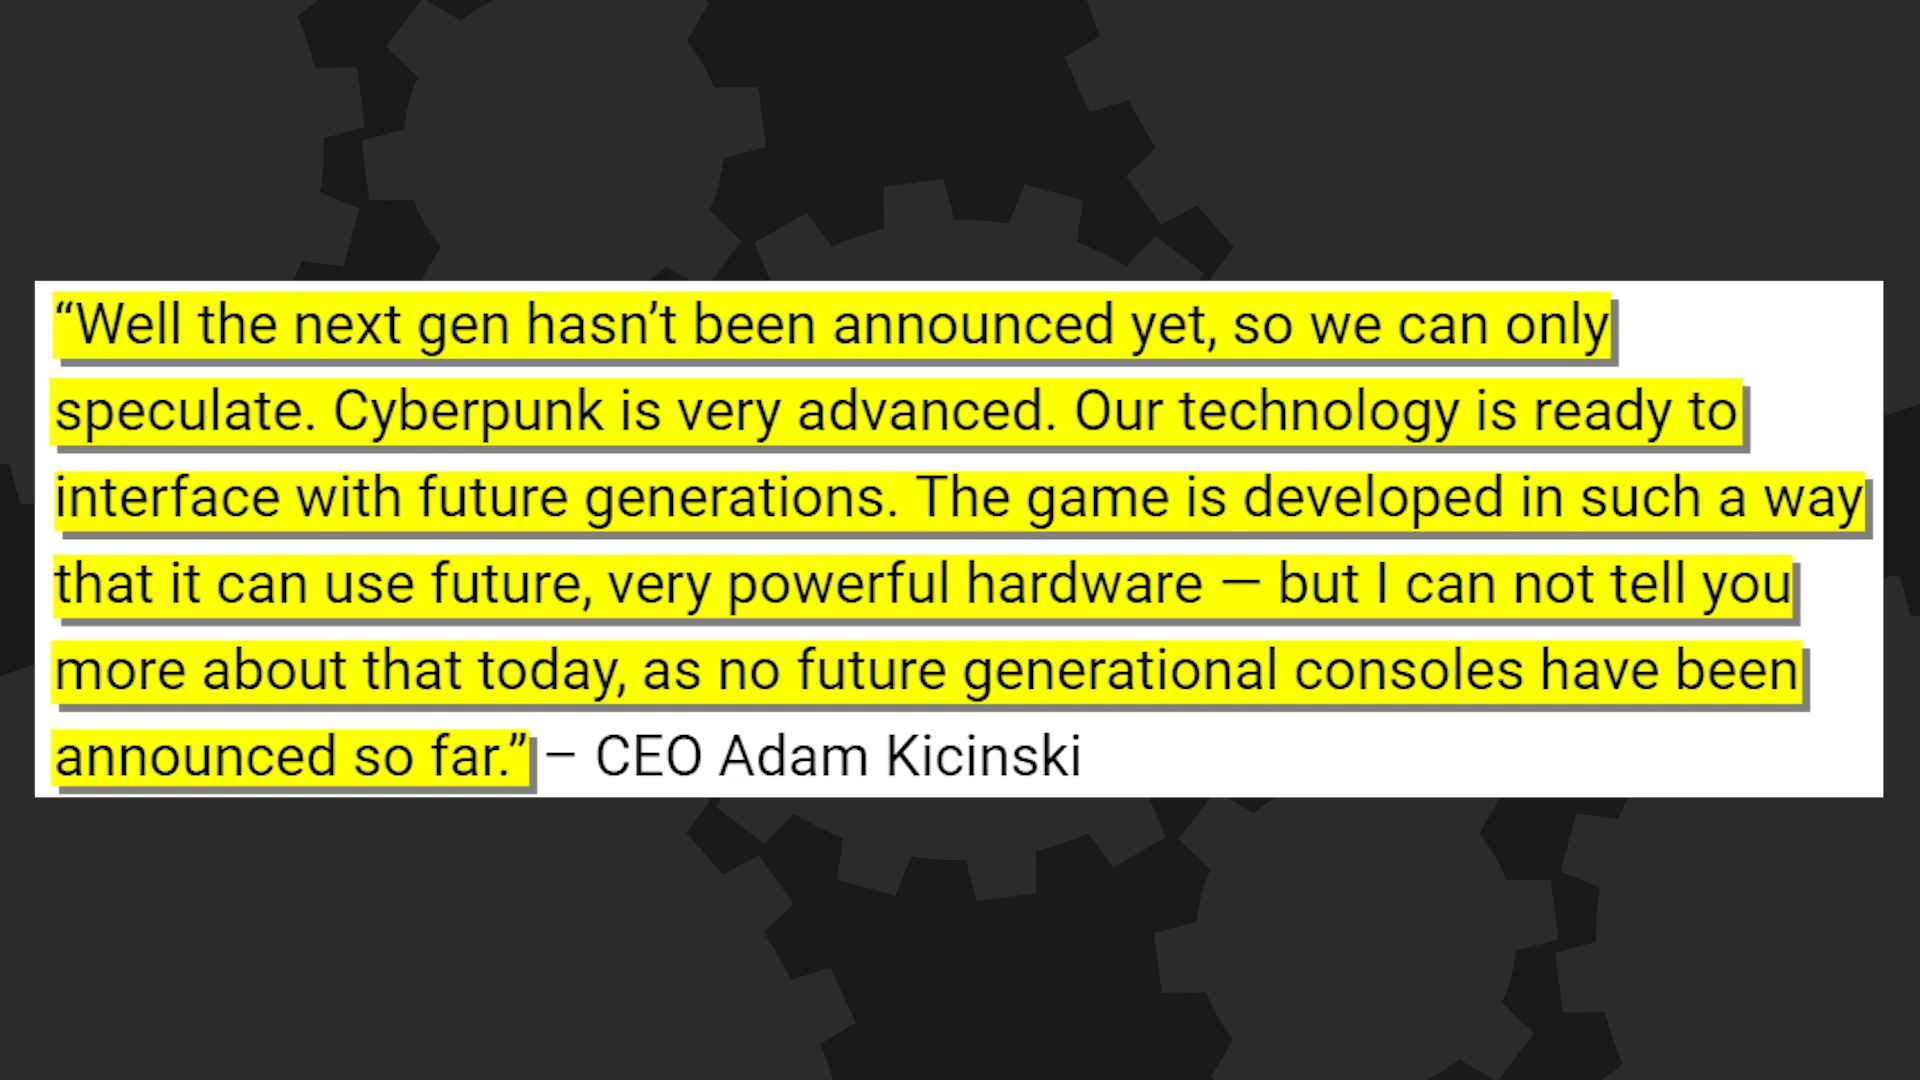 “Well the next gen hasn’t been announced yet, so we can only
speculate. Cyberpunk is very advanced. Our technology is ready to
interface with future generations. The game is developed in such a way
that it can use future, very powerful hardware — but I can not tell you
more about that today, as no future generational consoles have been
announced so far.” – CEO Adam Kicinski